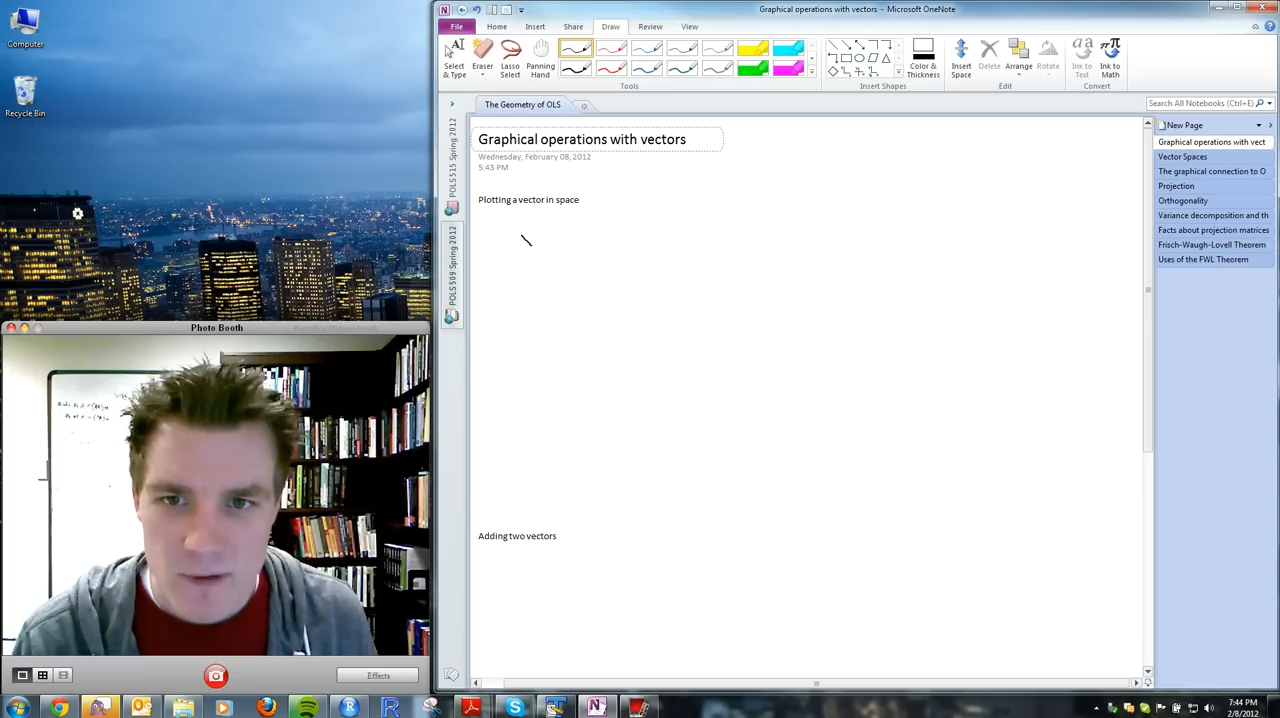 Computer
Recycle Bin
Graphical operations with vectors - Microsoft OneNote
File
Home
Insert
Share
Draw
Review
View
Select & Type
Eraser
Lasso Select
Panning Hand
Color & Thickness
Insert Space
Delete
Arrange
Rotate
Ink to Text
Ink to Math
Tools
Insert Shapes
Edit
Convert
The Geometry of OLS
Search All Notebooks (Ctrl+E)
POLS 515 Spring 2012
POLS 509 Spring 2012
Graphical operations with vectors
Wednesday, February 08, 2012
5:43 PM
Plotting a vector in space
Adding two vectors
New Page
Graphical operations with vect
Vector Spaces
The graphical connection to O
Projection
Orthogonality
Variance decomposition and th
Facts about projection matrices
Frisch-Waugh-Lovell Theorem
Uses of the FWL Theorem
Photo Booth
Effects
7:44 PM
2/8/2012